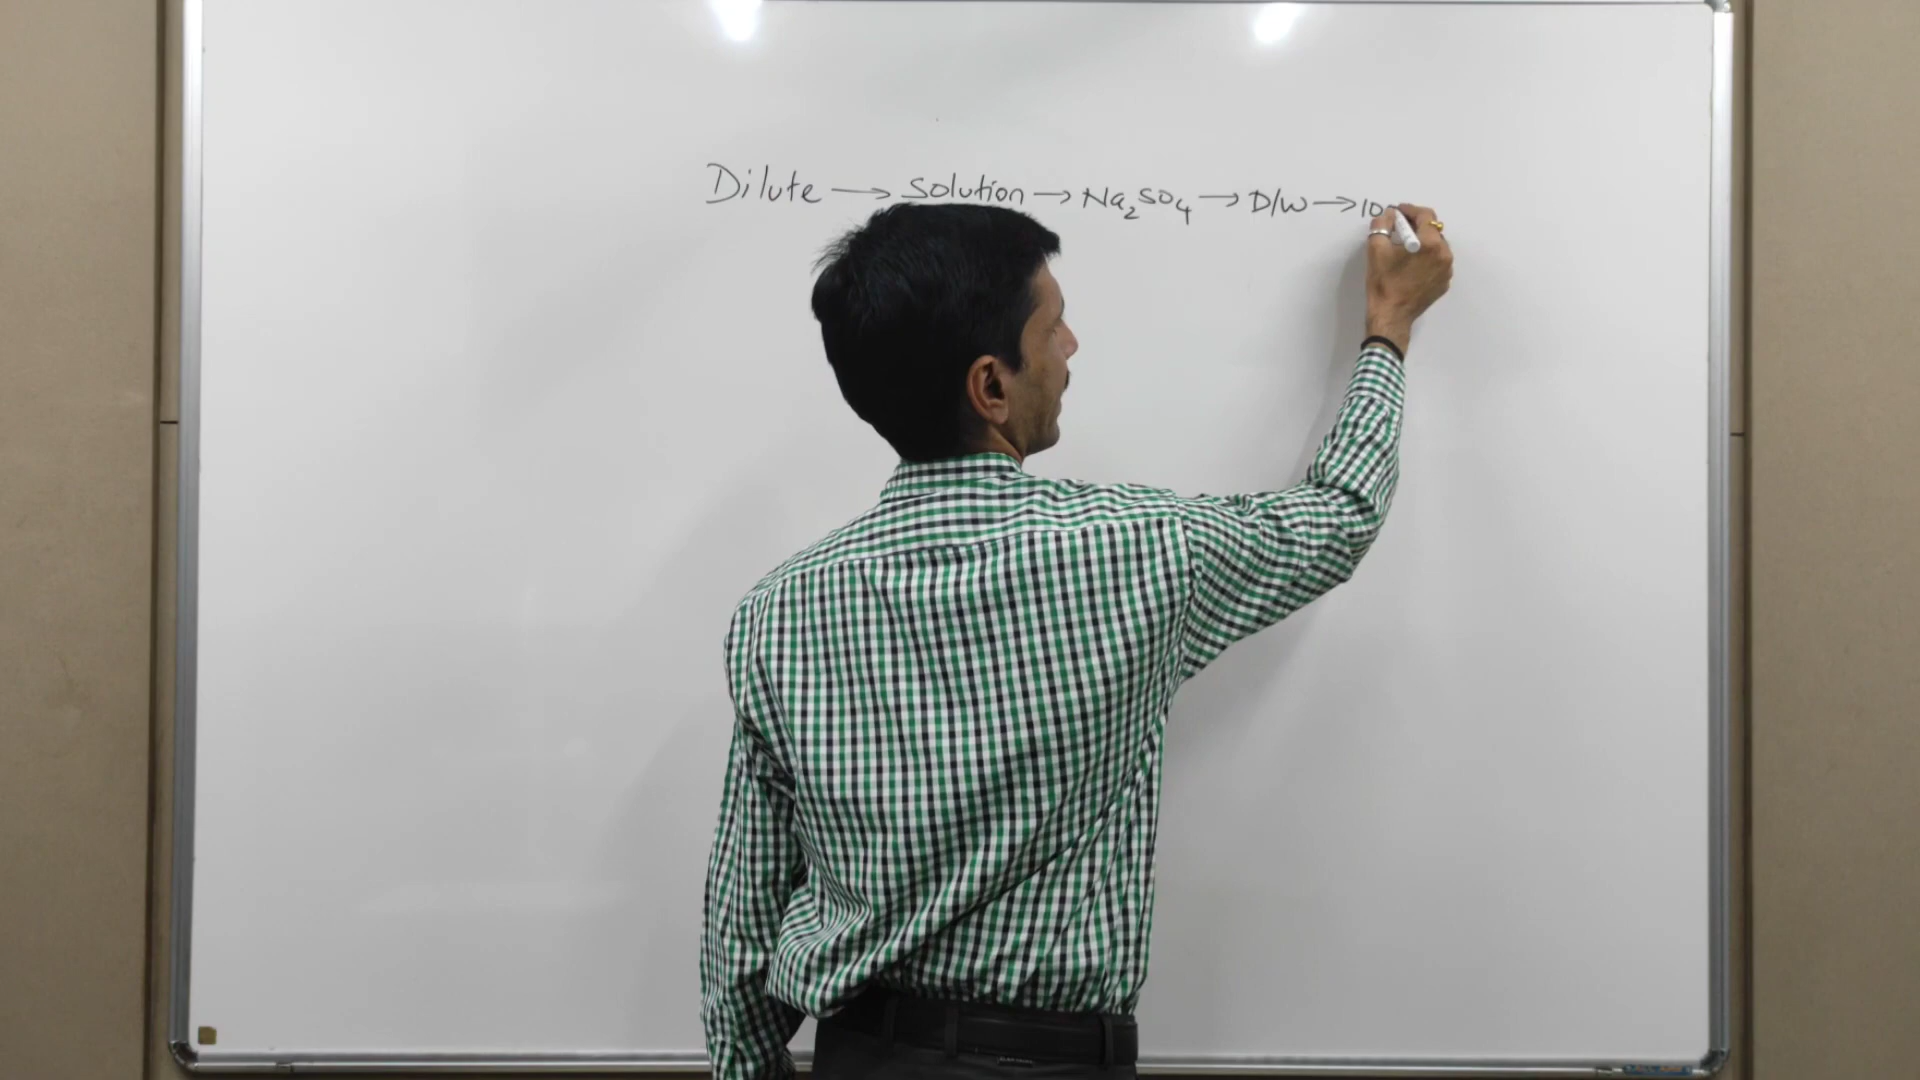 Dilute → Solution → Na₂SO₄ → D/W → 10